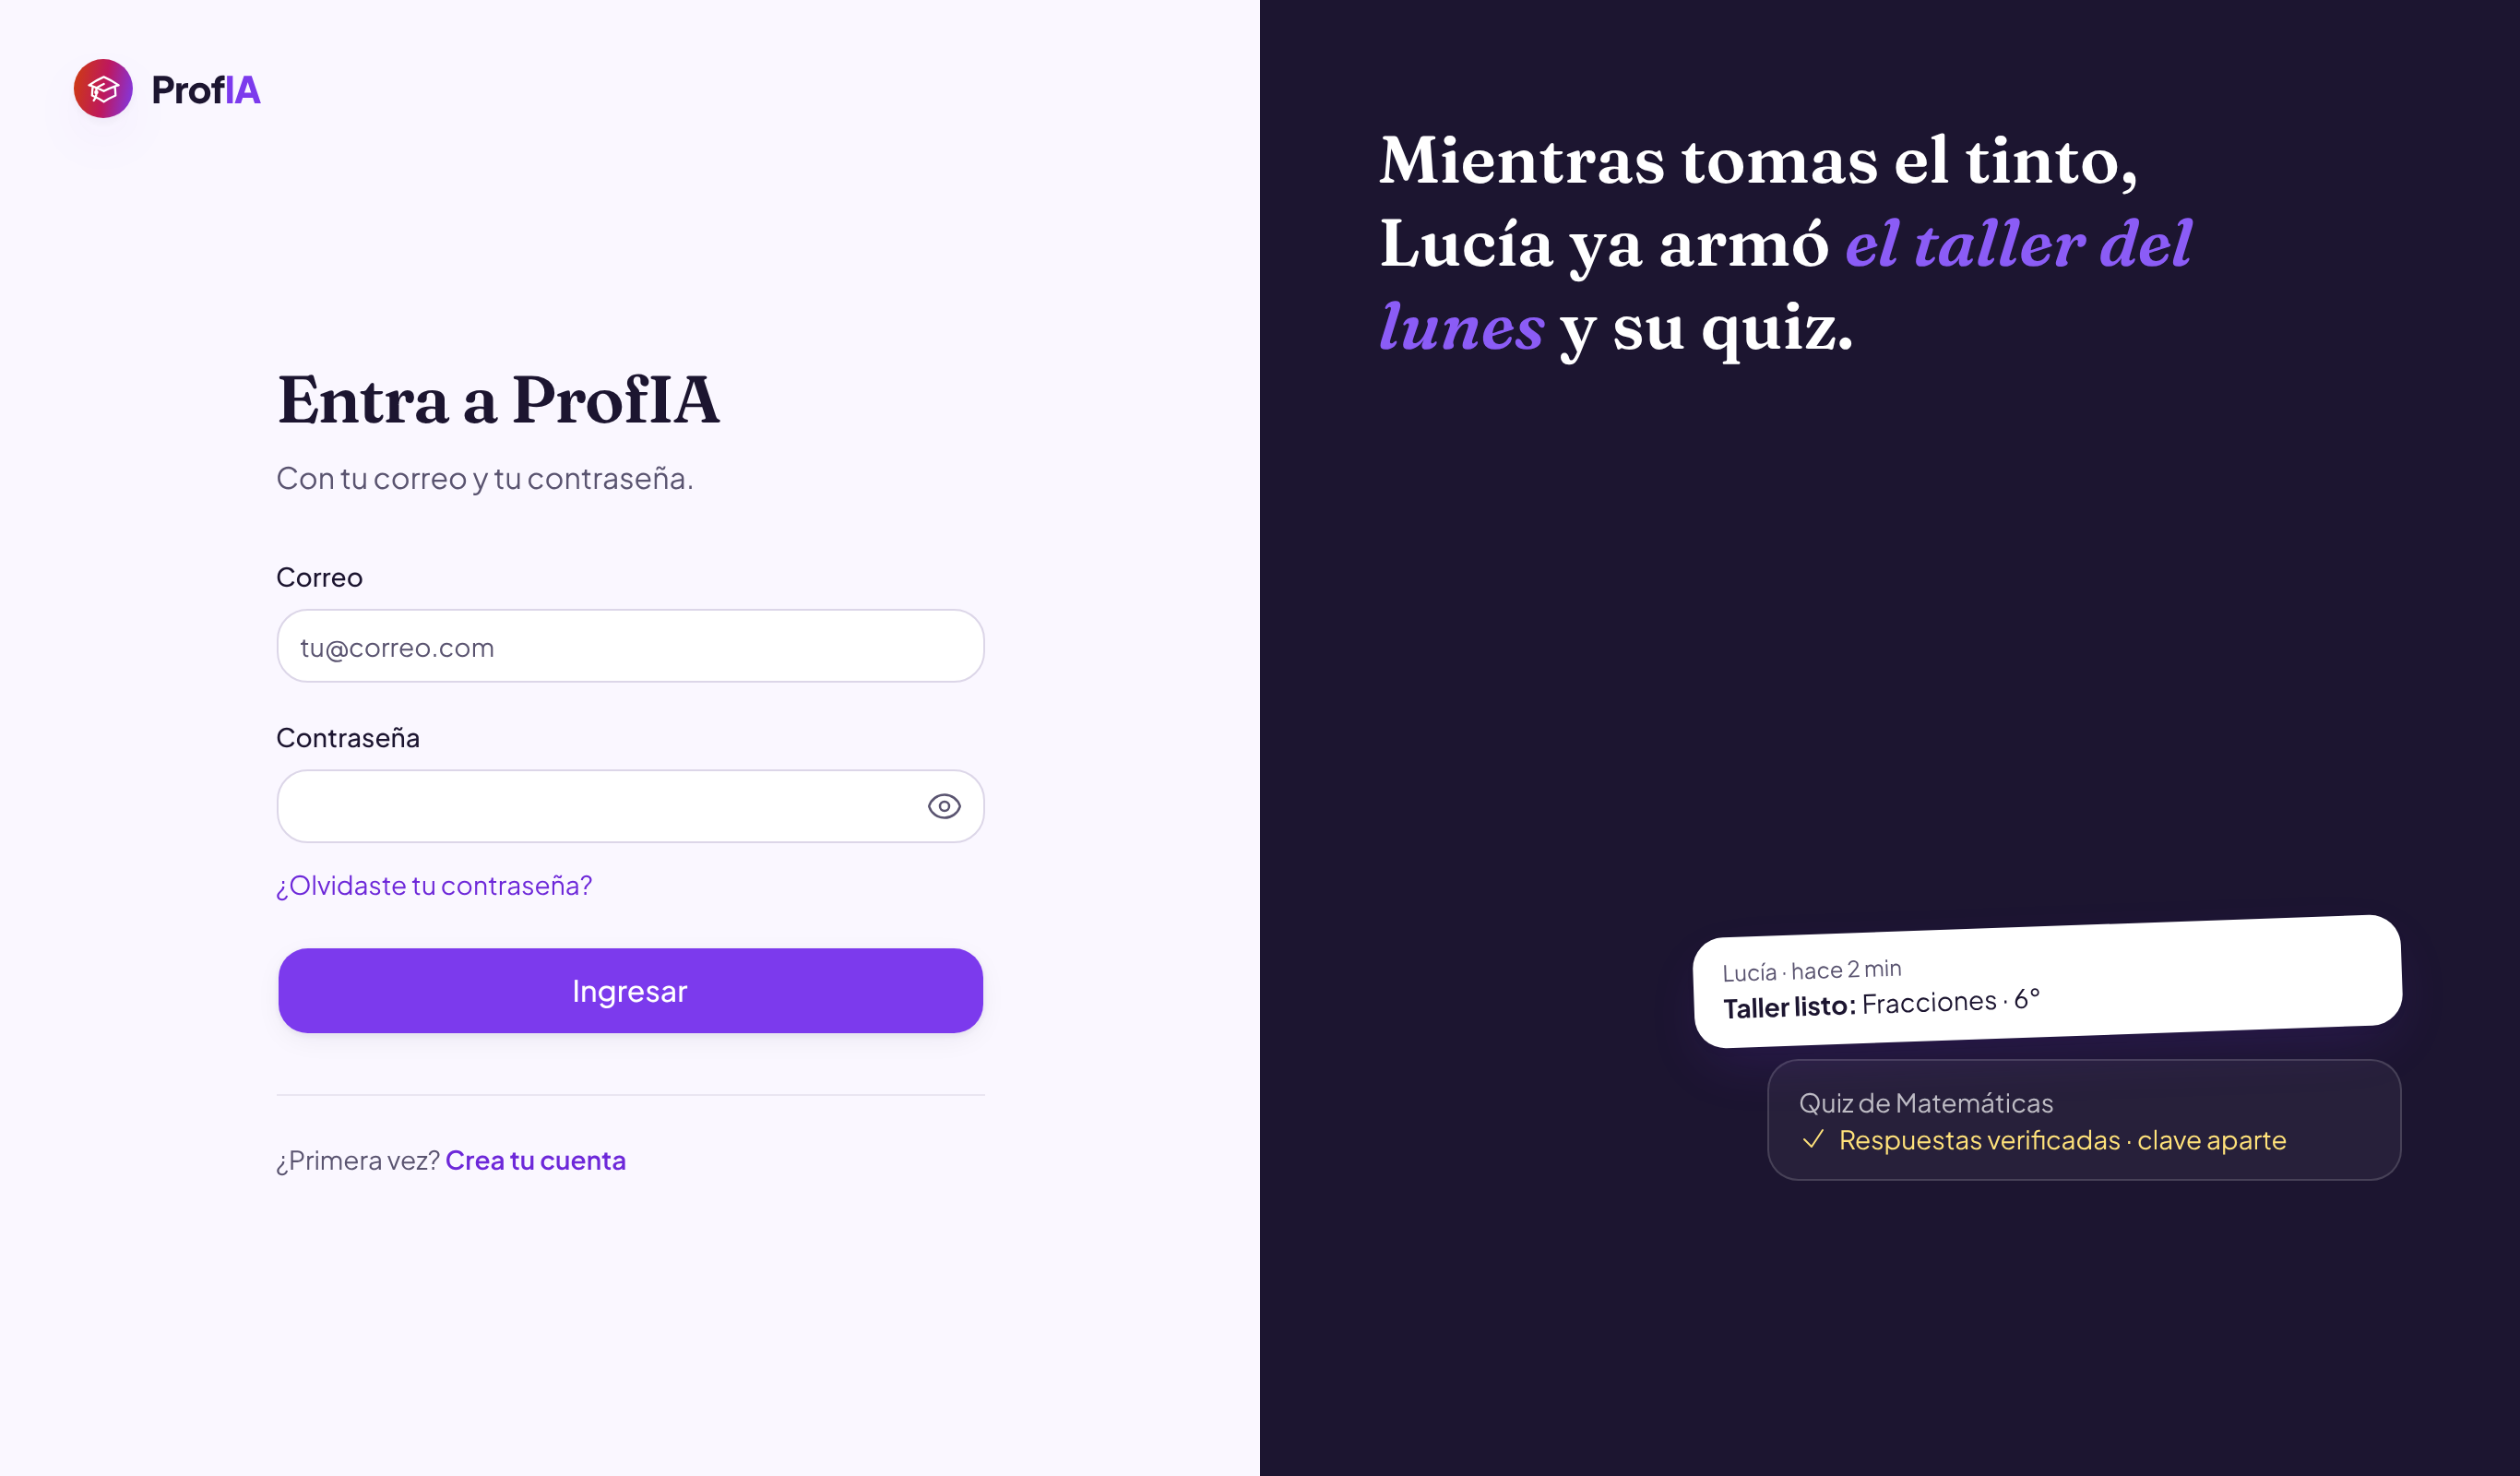 ProfIA
Entra a ProfIA
Con tu correo y tu contraseña.
Correo
tu@correo.com
Contraseña
¿Olvidaste tu contraseña?
Ingresar
¿Primera vez? Crea tu cuenta
Mientras tomas el tinto,
Lucía ya armó el taller del
lunes y su quiz.
Lucía · hace 2 min
Taller listo: Fracciones · 6°
Quiz de Matemáticas
✓ Respuestas verificadas · clave aparte